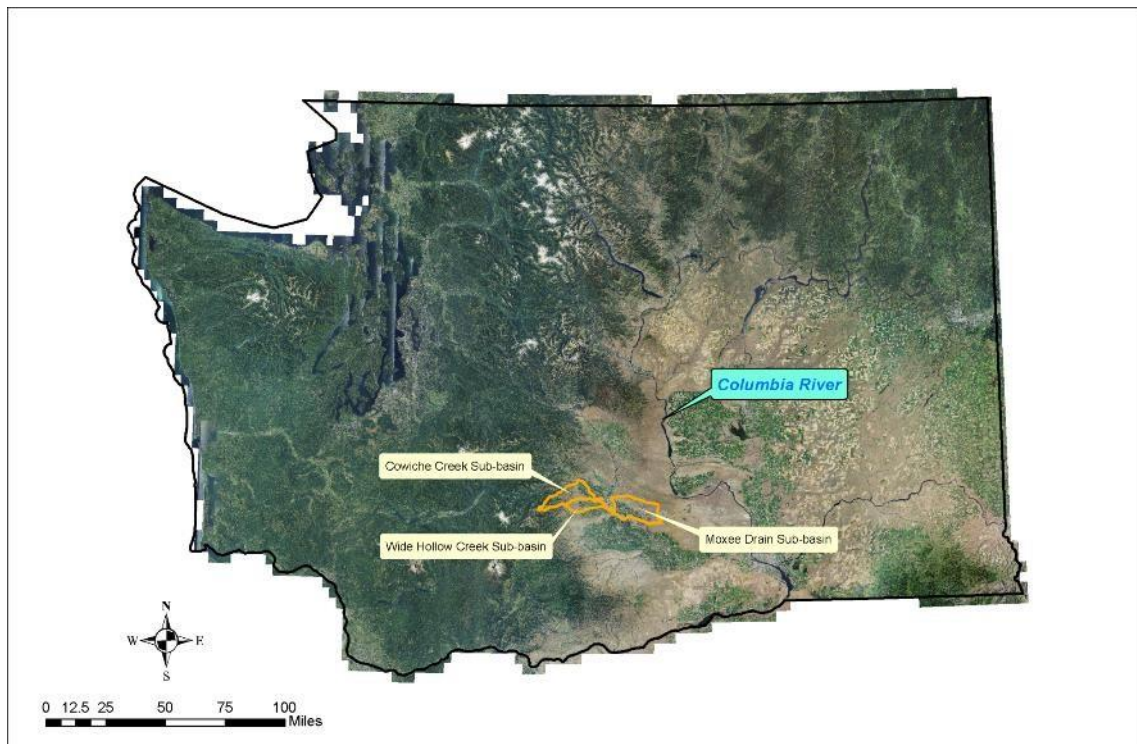 Columbia River
Cowiche Creek Sub-basin
Wide Hollow Creek Sub-basin
Moxee Drain Sub-basin
N
W
E
S
0 12.5 25 50 75 100
Miles